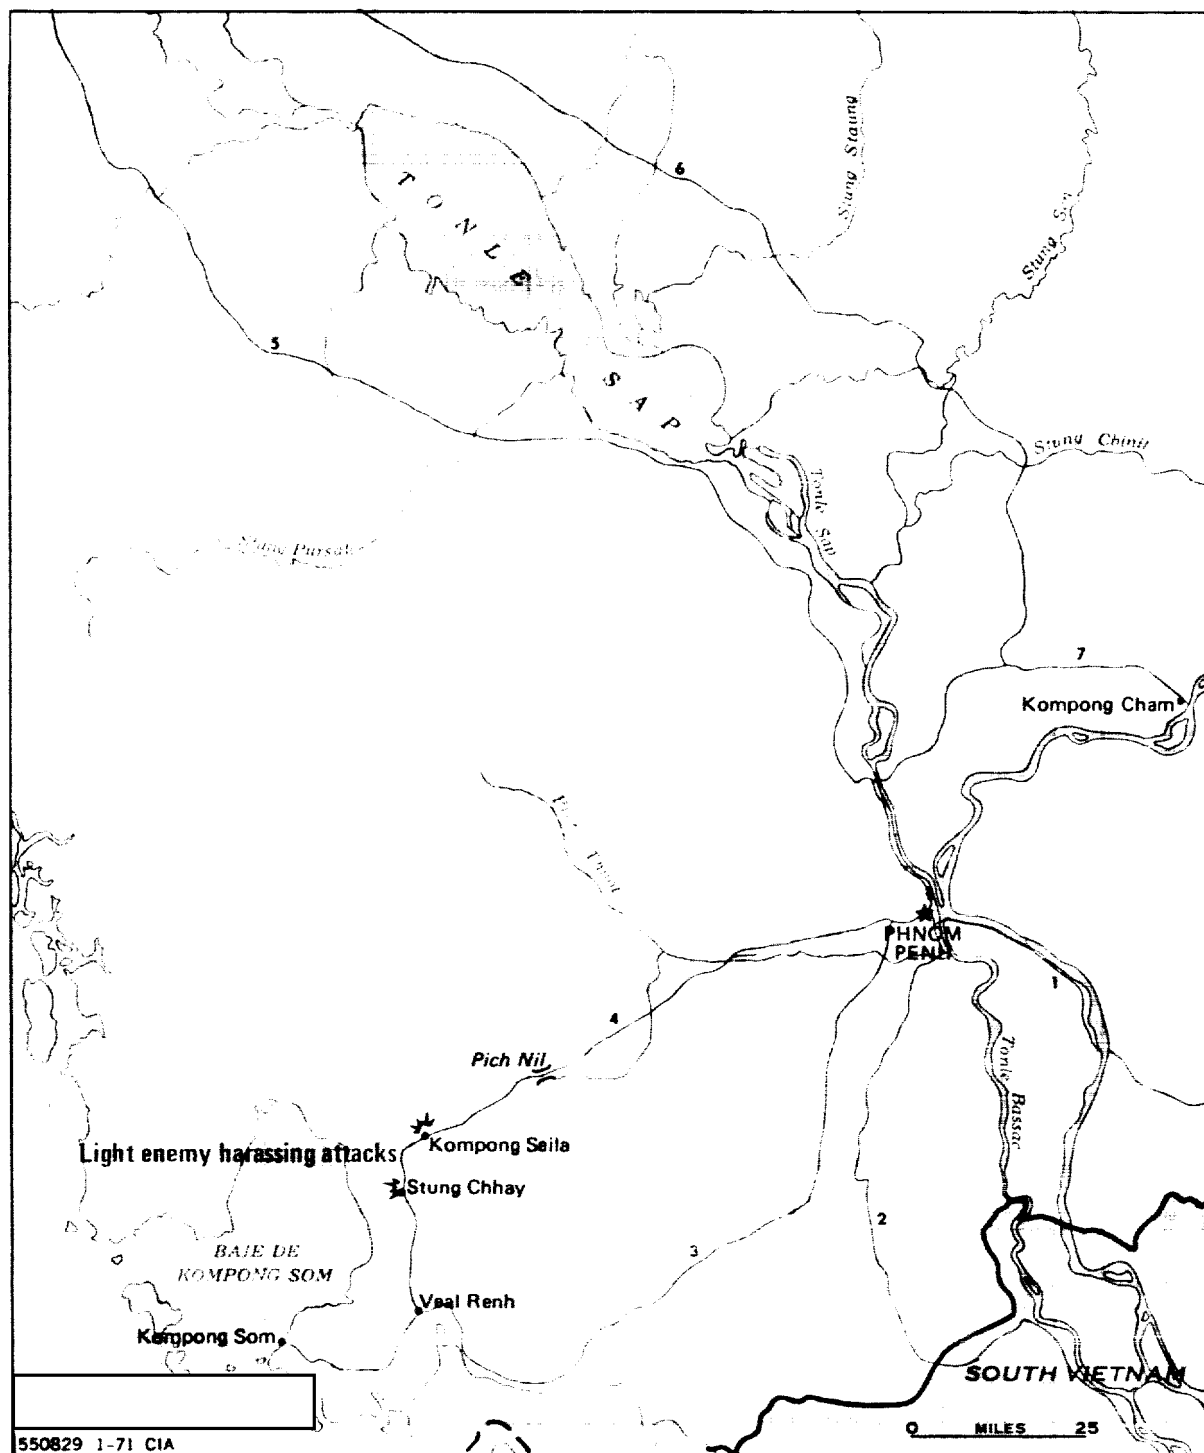 6
Stung Staung
Stung Sen
TONLE
SAP
5
Stung Chinit
Tonle Sap
Stung Pursat
7
Kompong Cham
PHNOM
PENH
1
4
Pich Nil
Tonle Bassac
Kompong Seila
Light enemy harassing attacks
Stung Chhay
2
3
BAIE DE
KOMPONG SOM
Veal Renh
Kompong Som
SOUTH VIETNAM
0 MILES 25
550829 1-71 CIA